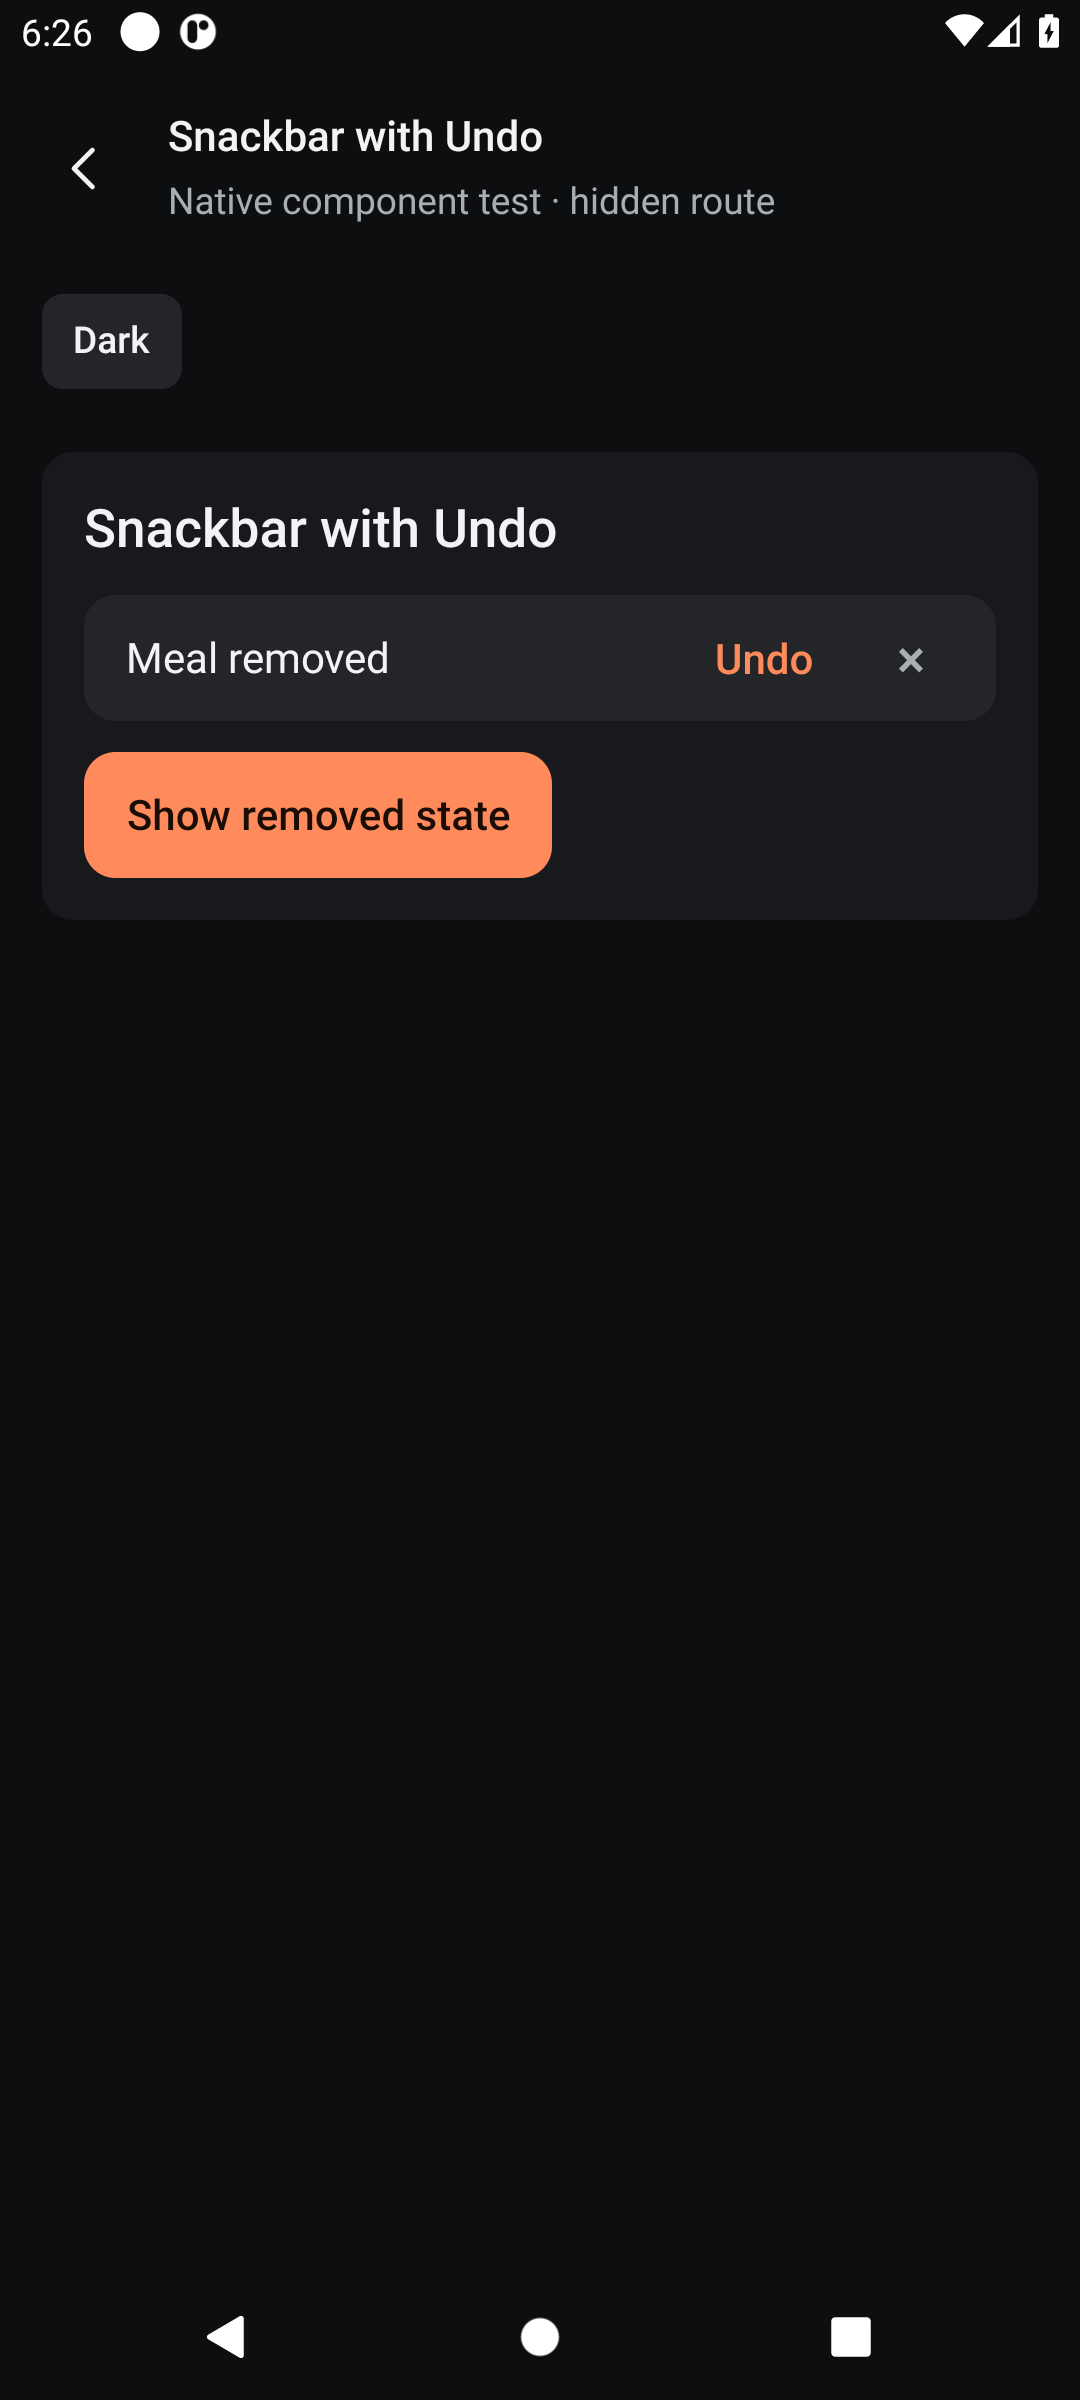 6:26
Snackbar with Undo
Native component test · hidden route
Dark
Snackbar with Undo
Meal removed Undo ×
Show removed state